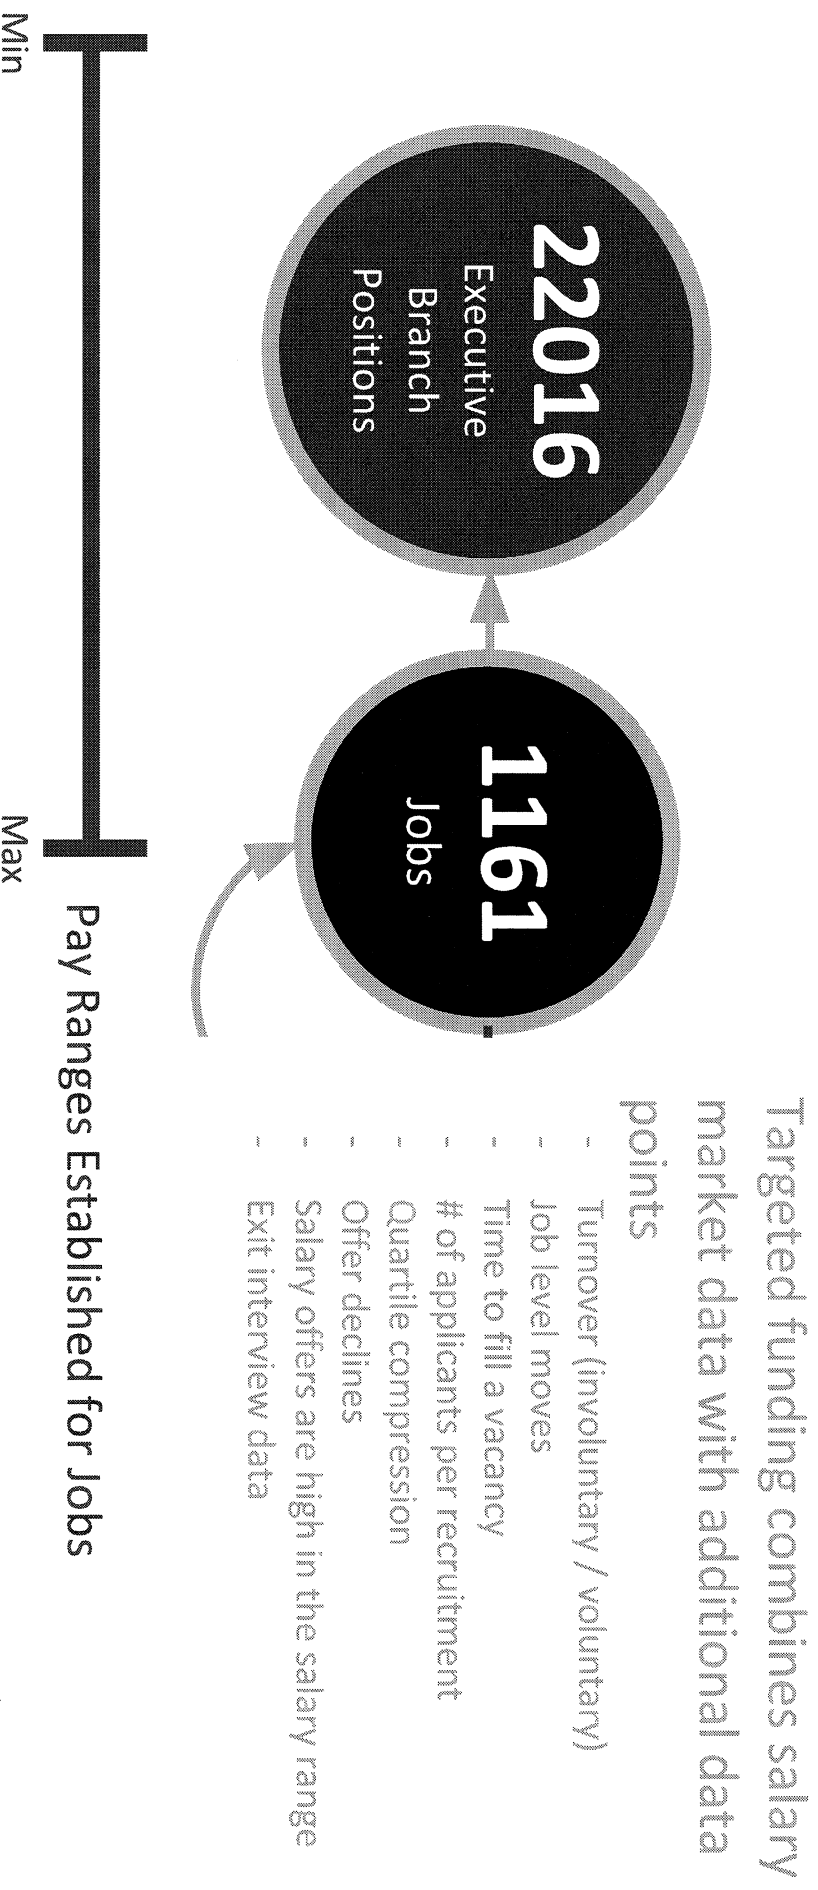 Targeted funding combines salary
market data with additional data
points
- Turnover (involuntary / voluntary)
- Job level moves
- Time to fill a vacancy
- # of applicants per recruitment
- Quartile compression
- Offer declines
- Salary offers are high in the salary range
- Exit interview data
22016
Executive
Branch
Positions
1161
Jobs
Pay Ranges Established for Jobs
Min
Max